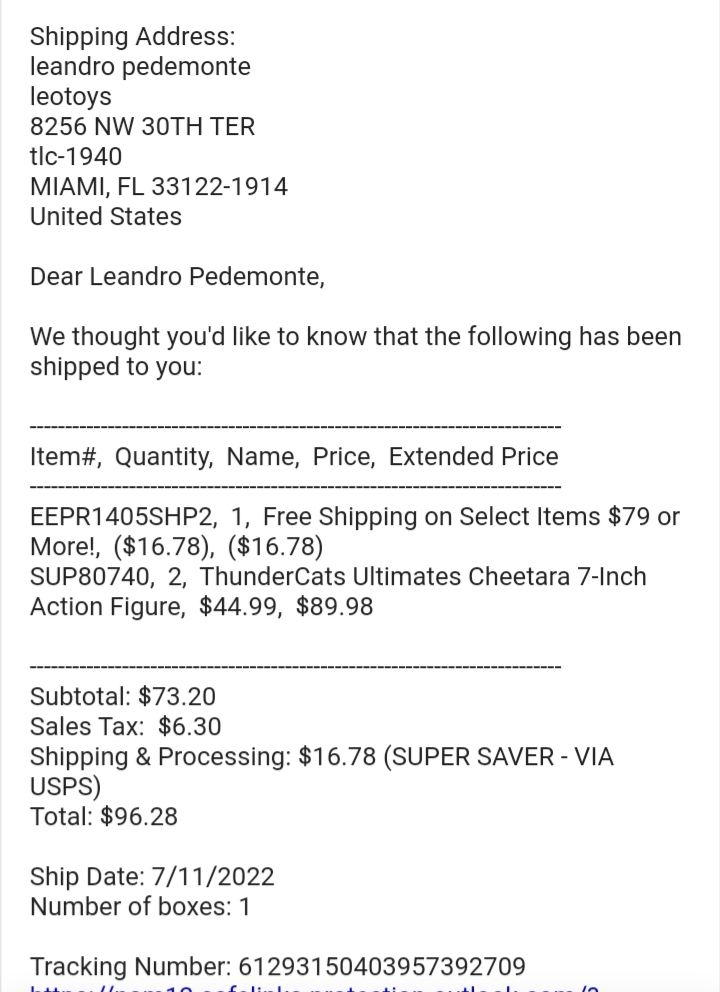 Shipping Address:
leandro pedemonte
leotoys
8256 NW 30TH TER
tlc-1940
MIAMI, FL 33122-1914
United States
Dear Leandro Pedemonte,
We thought you'd like to know that the following has been
shipped to you:
----------------------------------------------------------------------------
Item#,  Quantity,  Name,  Price,  Extended Price
----------------------------------------------------------------------------
EEPR1405SHP2,  1,  Free Shipping on Select Items $79 or
More!,  ($16.78),  ($16.78)
SUP80740,  2,  ThunderCats Ultimates Cheetara 7-Inch
Action Figure,  $44.99,  $89.98
----------------------------------------------------------------------------
Subtotal: $73.20
Sales Tax:  $6.30
Shipping & Processing: $16.78 (SUPER SAVER - VIA
USPS)
Total: $96.28
Ship Date: 7/11/2022
Number of boxes: 1
Tracking Number: 61293150403957392709